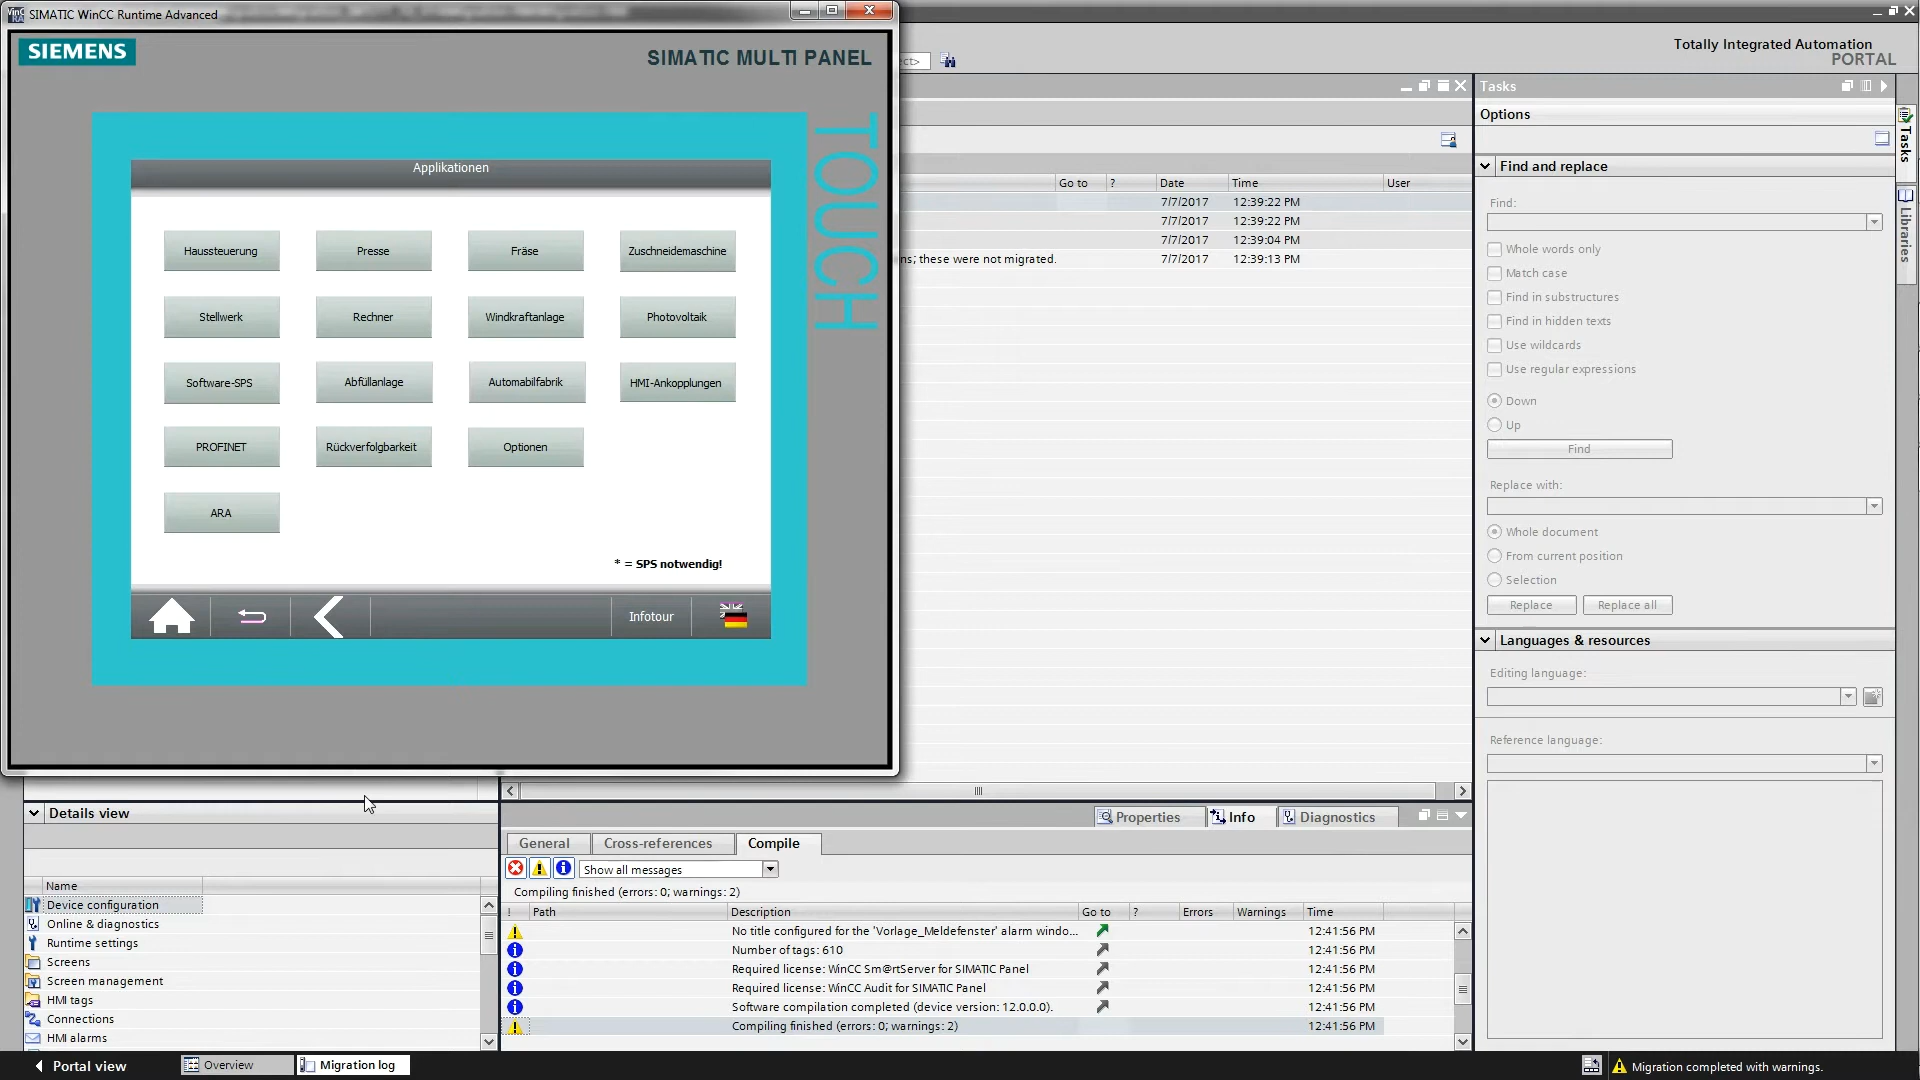 SIMATIC WinCC Runtime Advanced
SIEMENS
SIMATIC MULTI PANEL
TOUCH
Applikationen
Haussteuerung
Presse
Fräse
Zuschneidemaschine
Stellwerk
Rechner
Windkraftanlage
Photovoltaik
Software-SPS
Abfüllanlage
Automabilfabrik
HMI-Ankopplungen
PROFINET
Rückverfolgbarkeit
Optionen
ARA
* = SPS notwendig!
Infotour
Totally Integrated Automation
PORTAL
ect>
Go to ? Date Time User
7/7/2017 12:39:22 PM
7/7/2017 12:39:22 PM
7/7/2017 12:39:04 PM
ns; these were not migrated. 7/7/2017 12:39:13 PM
Tasks
Options
Find and replace
Find:
Whole words only
Match case
Find in substructures
Find in hidden texts
Use wildcards
Use regular expressions
Down
Up
Find
Replace with:
Whole document
From current position
Selection
Replace
Replace all
Languages & resources
Editing language:
Reference language:
Tasks
Libraries
Details view
Name
Device configuration
Online & diagnostics
Runtime settings
Screens
Screen management
HMI tags
Connections
HMI alarms
Properties
Info
Diagnostics
General
Cross-references
Compile
Show all messages
Compiling finished (errors: 0; warnings: 2)
! Path Description Go to ? Errors Warnings Time
No title configured for the 'Vorlage_Meldefenster' alarm windo... 12:41:56 PM
Number of tags: 610 12:41:56 PM
Required license: WinCC Sm@rtServer for SIMATIC Panel 12:41:56 PM
Required license: WinCC Audit for SIMATIC Panel 12:41:56 PM
Software compilation completed (device version: 12.0.0.0). 12:41:56 PM
Compiling finished (errors: 0; warnings: 2) 12:41:56 PM
Portal view
Overview
Migration log
Migration completed with warnings.